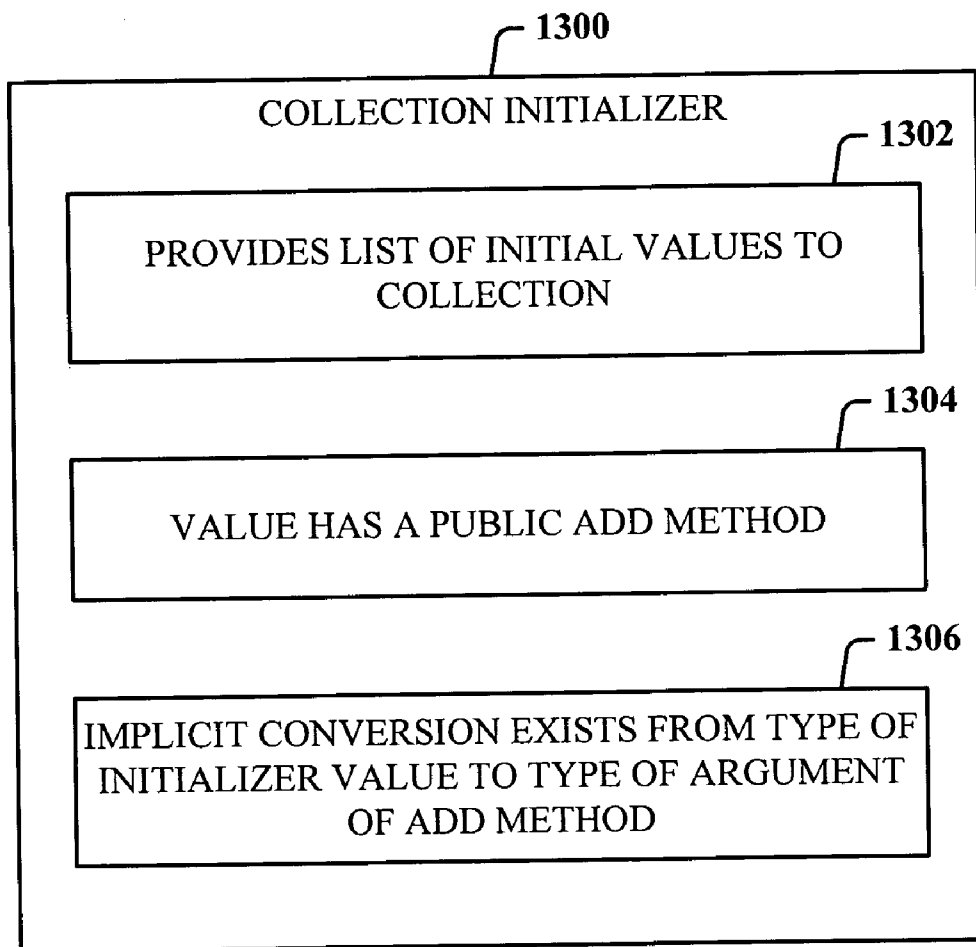 1300
COLLECTION INITIALIZER
1302
PROVIDES LIST OF INITIAL VALUES TO
COLLECTION
1304
VALUE HAS A PUBLIC ADD METHOD
1306
IMPLICIT CONVERSION EXISTS FROM TYPE OF
INITIALIZER VALUE TO TYPE OF ARGUMENT
OF ADD METHOD